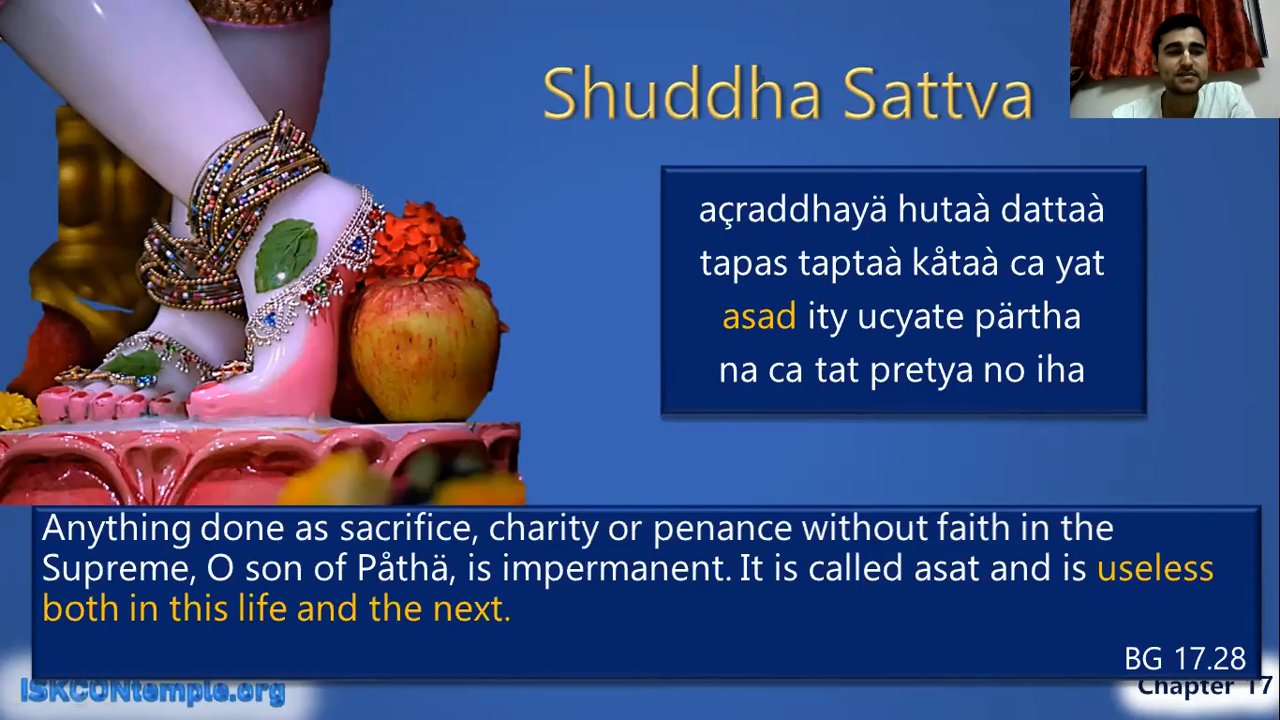 Shuddha Sattva
açraddhayä hutaà dattaà
tapas taptaà kåtaà ca yat
asad ity ucyate pärtha
na ca tat pretya no iha
Anything done as sacrifice, charity or penance without faith in the
Supreme, O son of Påthä, is impermanent. It is called asat and is useless
both in this life and the next.
BG 17.28
ISKCONtemple.org
Chapter 17